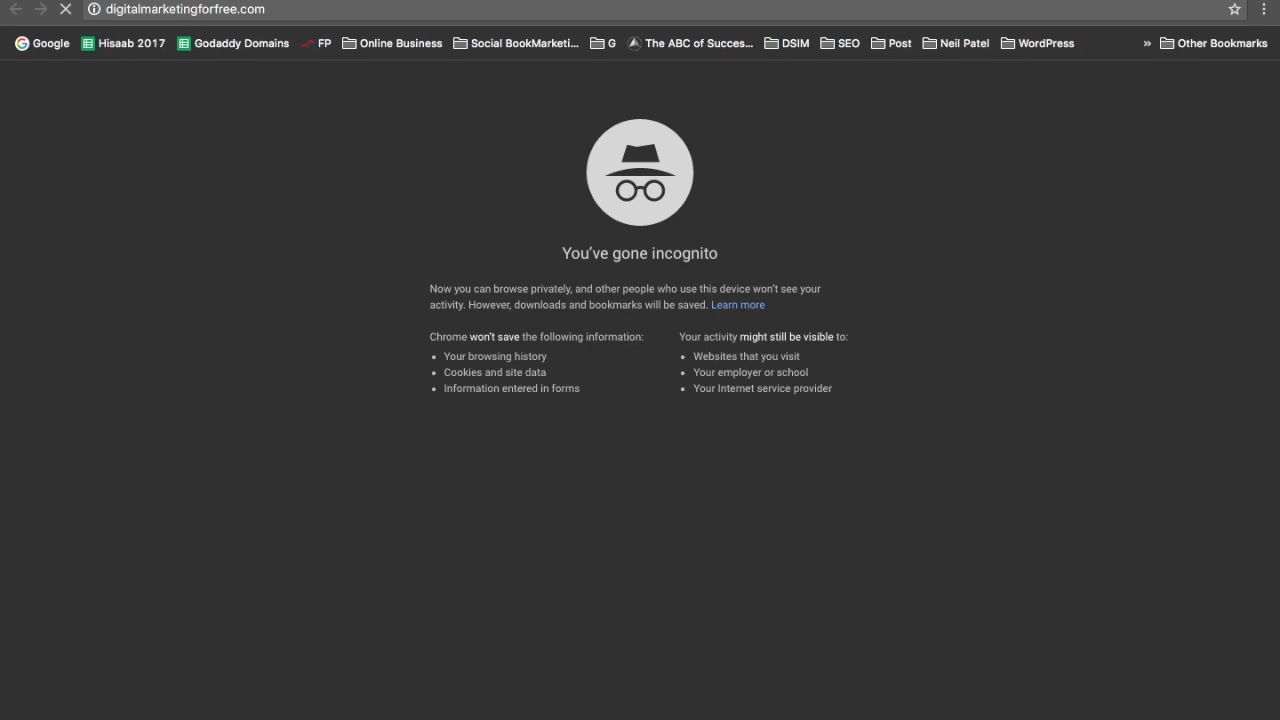 digitalmarketingforfree.com
Google Hisaab 2017 Godaddy Domains FP Online Business Social BookMarketi... G The ABC of Succes... DSIM SEO Post Neil Patel WordPress » Other Bookmarks
You've gone incognito
Now you can browse privately, and other people who use this device won't see your
activity. However, downloads and bookmarks will be saved. Learn more
Chrome won't save the following information:
Your browsing history
Cookies and site data
Information entered in forms
Your activity might still be visible to:
Websites that you visit
Your employer or school
Your Internet service provider